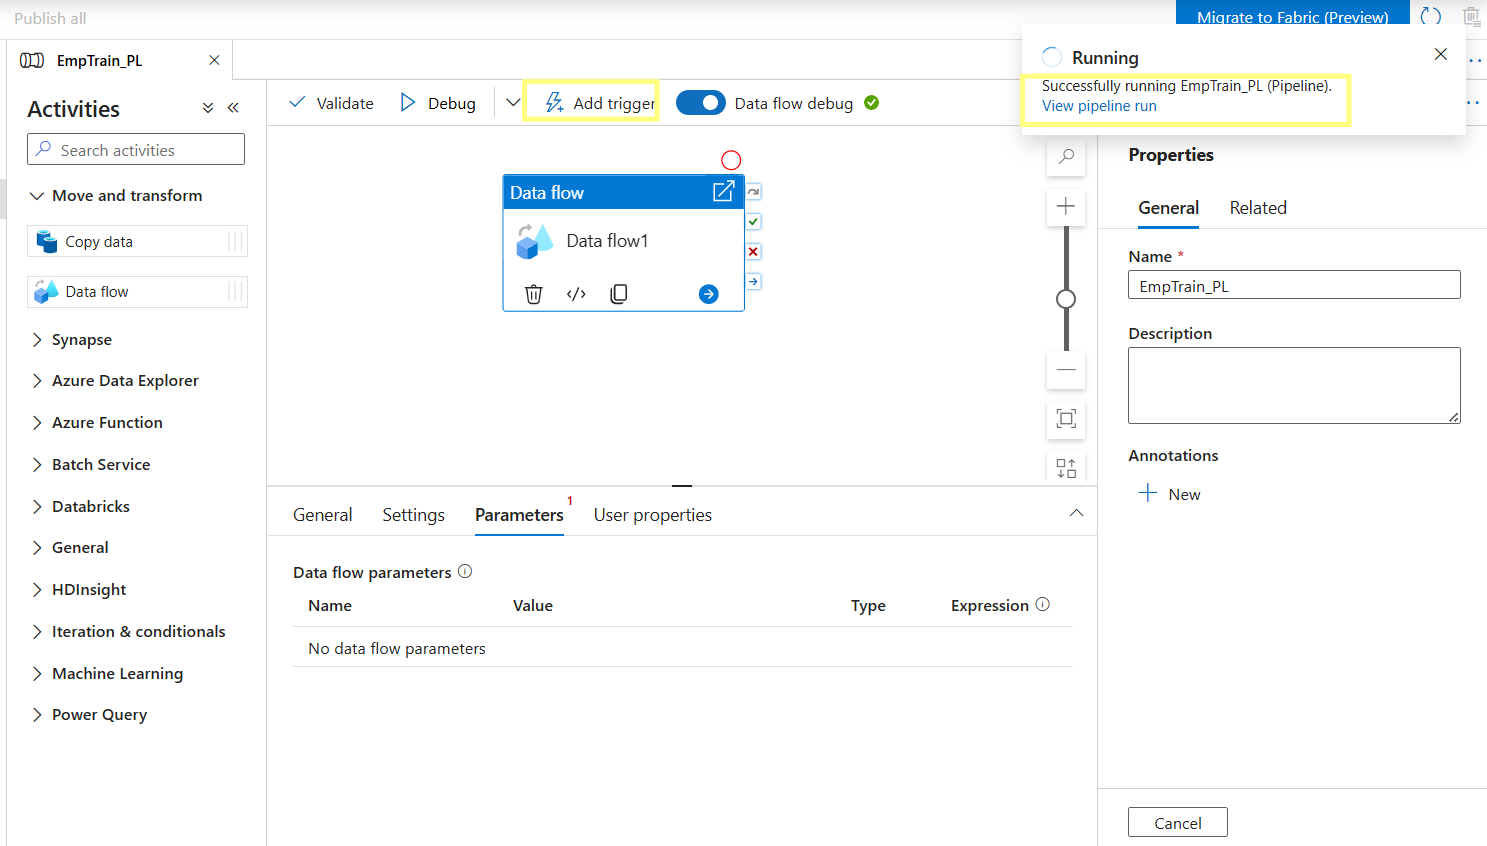 Publish all
Migrate to Fabric (Preview)
EmpTrain_PL
Running
Successfully running EmpTrain_PL (Pipeline).
View pipeline run
Activities
Validate
Debug
Add trigger
Data flow debug
Search activities
Move and transform
Copy data
Data flow
Synapse
Azure Data Explorer
Azure Function
Batch Service
Databricks
General
HDInsight
Iteration & conditionals
Machine Learning
Power Query
Data flow
Data flow1
General
Settings
Parameters
1
User properties
Data flow parameters
Name Value Type Expression
No data flow parameters
Properties
General
Related
Name *
EmpTrain_PL
Description
Annotations
New
Cancel